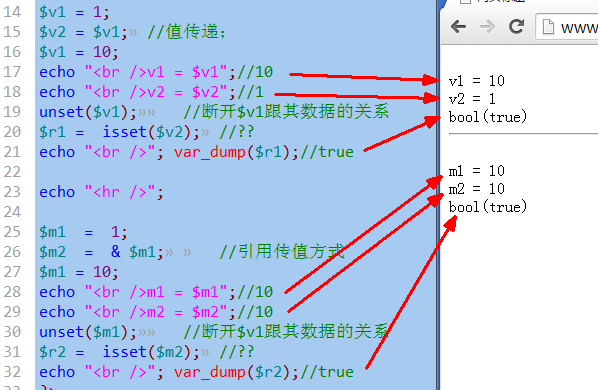 14 $v1 = 1;
15 $v2 = $v1;» //值传递;
16 $v1 = 10;
17 echo "<br />v1 = $v1";//10
18 echo "<br />v2 = $v2";//1
19 unset($v1);»» //断开$v1跟其数据的关系
20 $r1 = isset($v2);» //??
21 echo "<br />"; var_dump($r1);//true
22
23 echo "<hr />";
24
25 $m1 = 1;
26 $m2 = & $m1;» » //引用传值方式
27 $m1 = 10;
28 echo "<br />m1 = $m1";//10
29 echo "<br />m2 = $m2";//10
30 unset($m1);»» //断开$v1跟其数据的关系
31 $r2 = isset($m2);» //??
32 echo "<br />"; var_dump($r2);//true
www
v1 = 10
v2 = 1
bool(true)
m1 = 10
m2 = 10
bool(true)